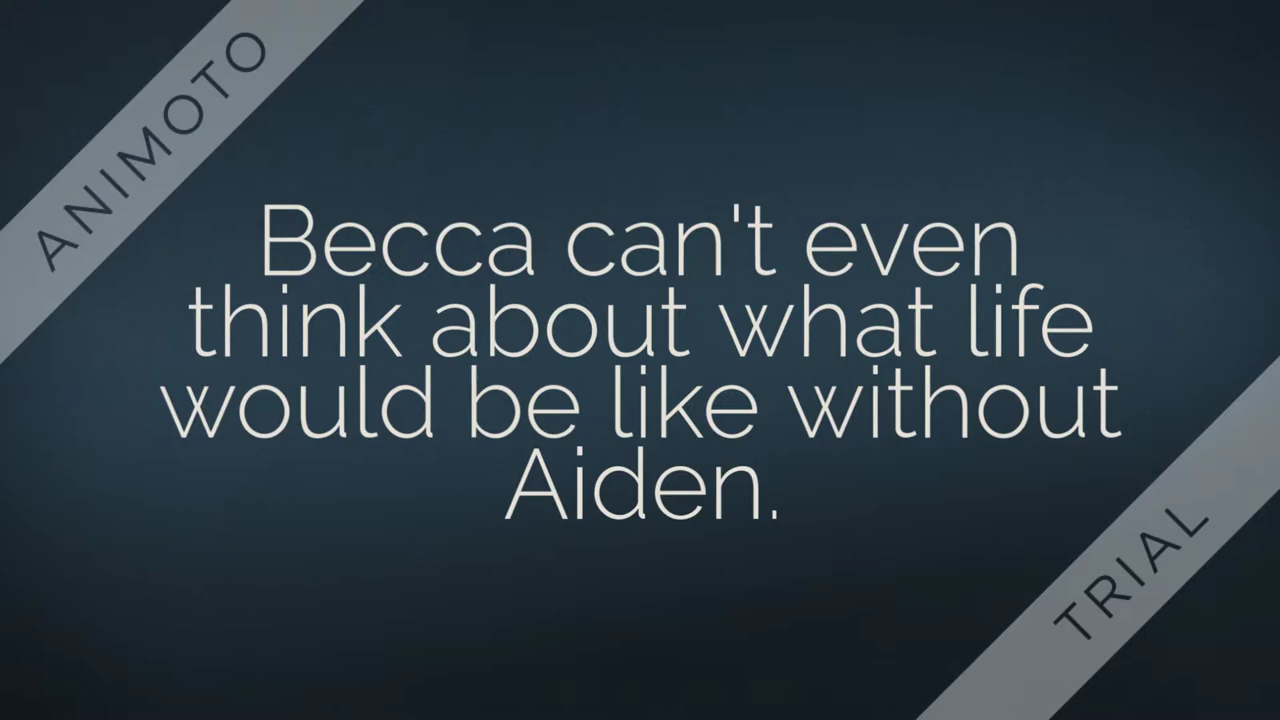 ANIMOTO
Becca can't even
think about what life
would be like without
Aiden.
TRIAL